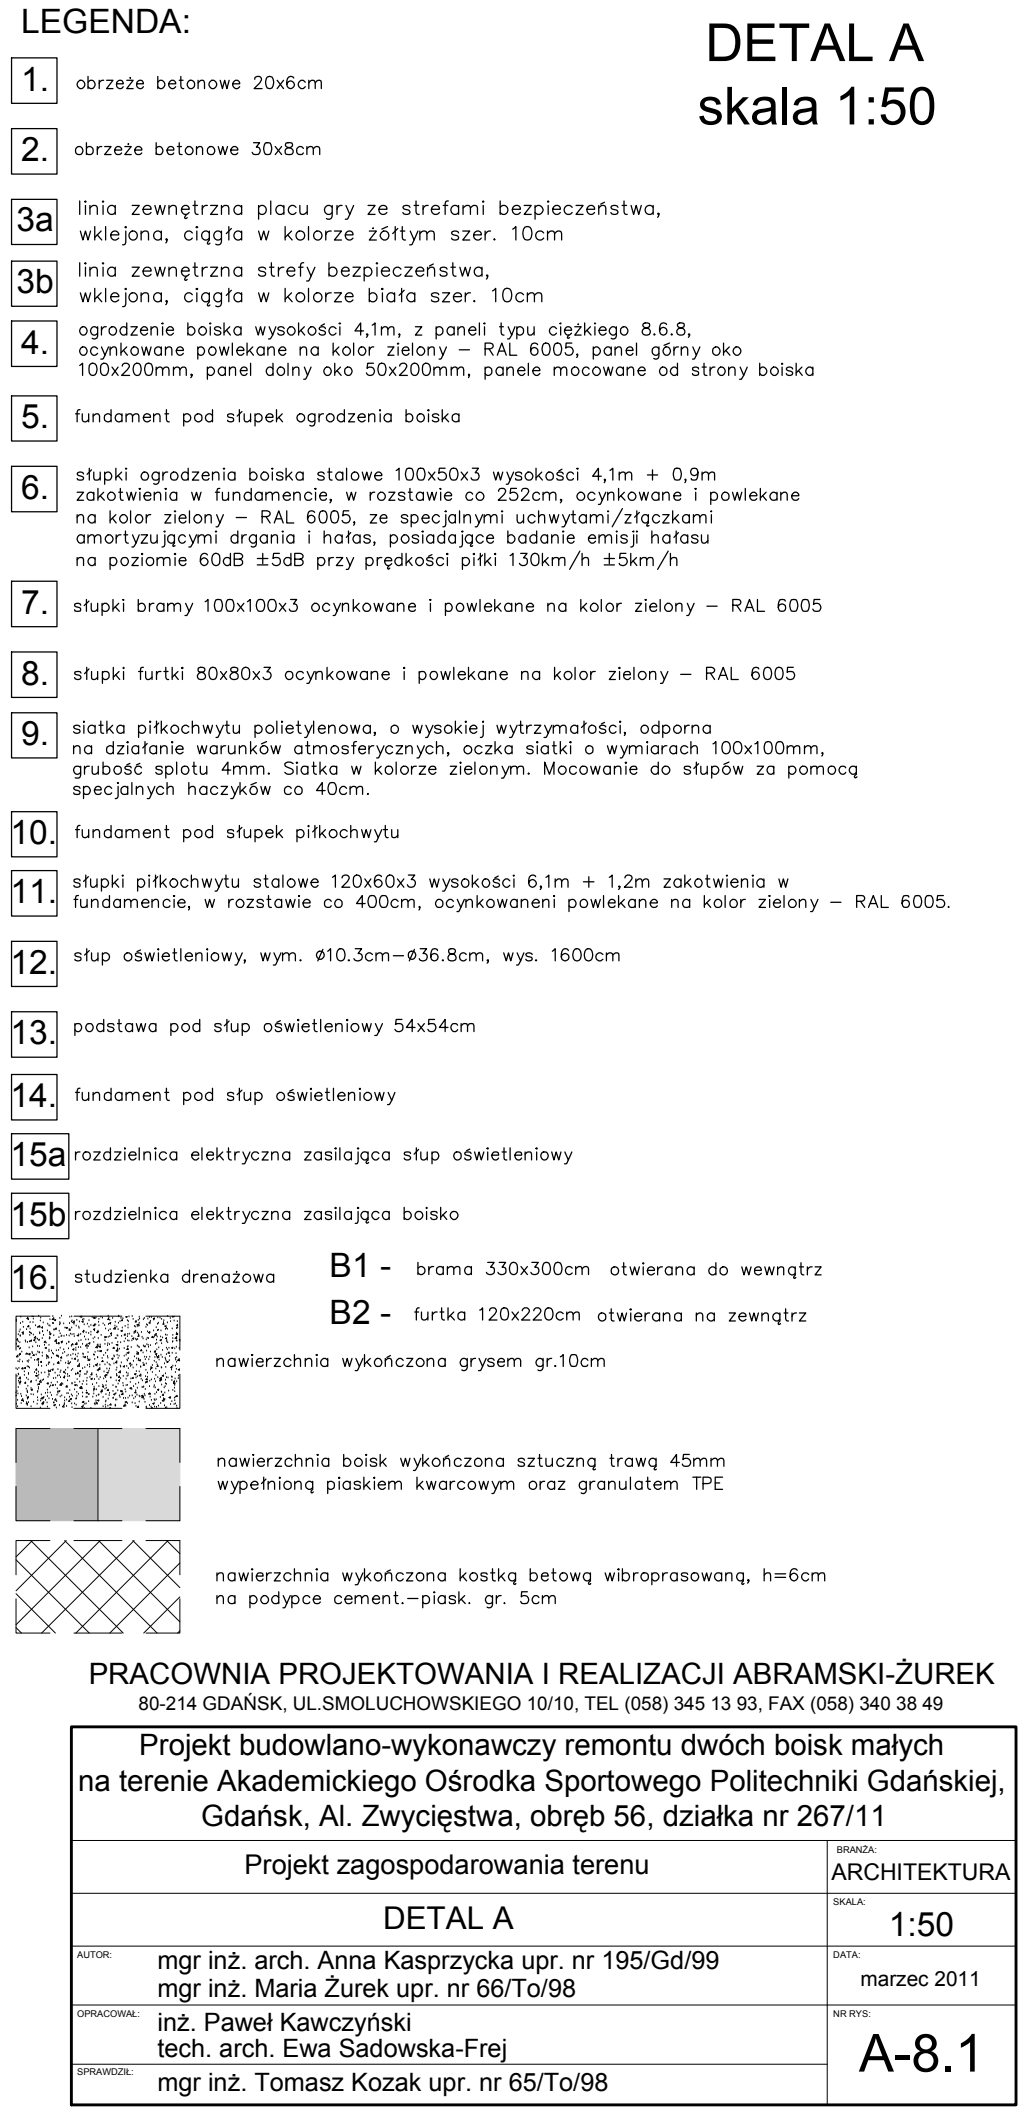 LEGENDA:
DETAL A
skala 1:50
1. obrzeże betonowe 20x6cm
2. obrzeże betonowe 30x8cm
3a linia zewnętrzna placu gry ze strefami bezpieczeństwa,
wklejona, ciągła w kolorze żółtym szer. 10cm
3b linia zewnętrzna strefy bezpieczeństwa,
wklejona, ciągła w kolorze biała szer. 10cm
4. ogrodzenie boiska wysokości 4,1m, z paneli typu ciężkiego 8.6.8,
ocynkowane powlekane na kolor zielony – RAL 6005, panel górny oko
100x200mm, panel dolny oko 50x200mm, panele mocowane od strony boiska
5. fundament pod słupek ogrodzenia boiska
6. słupki ogrodzenia boiska stalowe 100x50x3 wysokości 4,1m + 0,9m
zakotwienia w fundamencie, w rozstawie co 252cm, ocynkowane i powlekane
na kolor zielony – RAL 6005, ze specjalnymi uchwytami/złączkami
amortyzującymi drgania i hałas, posiadające badanie emisji hałasu
na poziomie 60dB ±5dB przy prędkości piłki 130km/h ±5km/h
7. słupki bramy 100x100x3 ocynkowane i powlekane na kolor zielony – RAL 6005
8. słupki furtki 80x80x3 ocynkowane i powlekane na kolor zielony – RAL 6005
9. siatka piłkochwytu polietylenowa, o wysokiej wytrzymałości, odporna
na działanie warunków atmosferycznych, oczka siatki o wymiarach 100x100mm,
grubość splotu 4mm. Siatka w kolorze zielonym. Mocowanie do słupów za pomocą
specjalnych haczyków co 40cm.
10. fundament pod słupek piłkochwytu
11. słupki piłkochwytu stalowe 120x60x3 wysokości 6,1m + 1,2m zakotwienia w
fundamencie, w rozstawie co 400cm, ocynkowaneni powlekane na kolor zielony – RAL 6005.
12. słup oświetleniowy, wym. ø10.3cm–ø36.8cm, wys. 1600cm
13. podstawa pod słup oświetleniowy 54x54cm
14. fundament pod słup oświetleniowy
15a rozdzielnica elektryczna zasilająca słup oświetleniowy
15b rozdzielnica elektryczna zasilająca boisko
16. studzienka drenażowa
B1 - brama 330x300cm otwierana do wewnątrz
B2 - furtka 120x220cm otwierana na zewnątrz
nawierzchnia wykończona grysem gr.10cm
nawierzchnia boisk wykończona sztuczną trawą 45mm
wypełnioną piaskiem kwarcowym oraz granulatem TPE
nawierzchnia wykończona kostką betową wibroprasowaną, h=6cm
na podypce cement.–piask. gr. 5cm
PRACOWNIA PROJEKTOWANIA I REALIZACJI ABRAMSKI-ŻUREK
80-214 GDAŃSK, UL.SMOLUCHOWSKIEGO 10/10, TEL (058) 345 13 93, FAX (058) 340 38 49
Projekt budowlano-wykonawczy remontu dwóch boisk małych
na terenie Akademickiego Ośrodka Sportowego Politechniki Gdańskiej,
Gdańsk, Al. Zwycięstwa, obręb 56, działka nr 267/11
Projekt zagospodarowania terenu
BRANŻA:
ARCHITEKTURA
DETAL A
SKALA:
1:50
AUTOR: mgr inż. arch. Anna Kasprzycka upr. nr 195/Gd/99
mgr inż. Maria Żurek upr. nr 66/To/98
DATA:
marzec 2011
OPRACOWAŁ: inż. Paweł Kawczyński
tech. arch. Ewa Sadowska-Frej
NR RYS:
A-8.1
SPRAWDZIŁ: mgr inż. Tomasz Kozak upr. nr 65/To/98